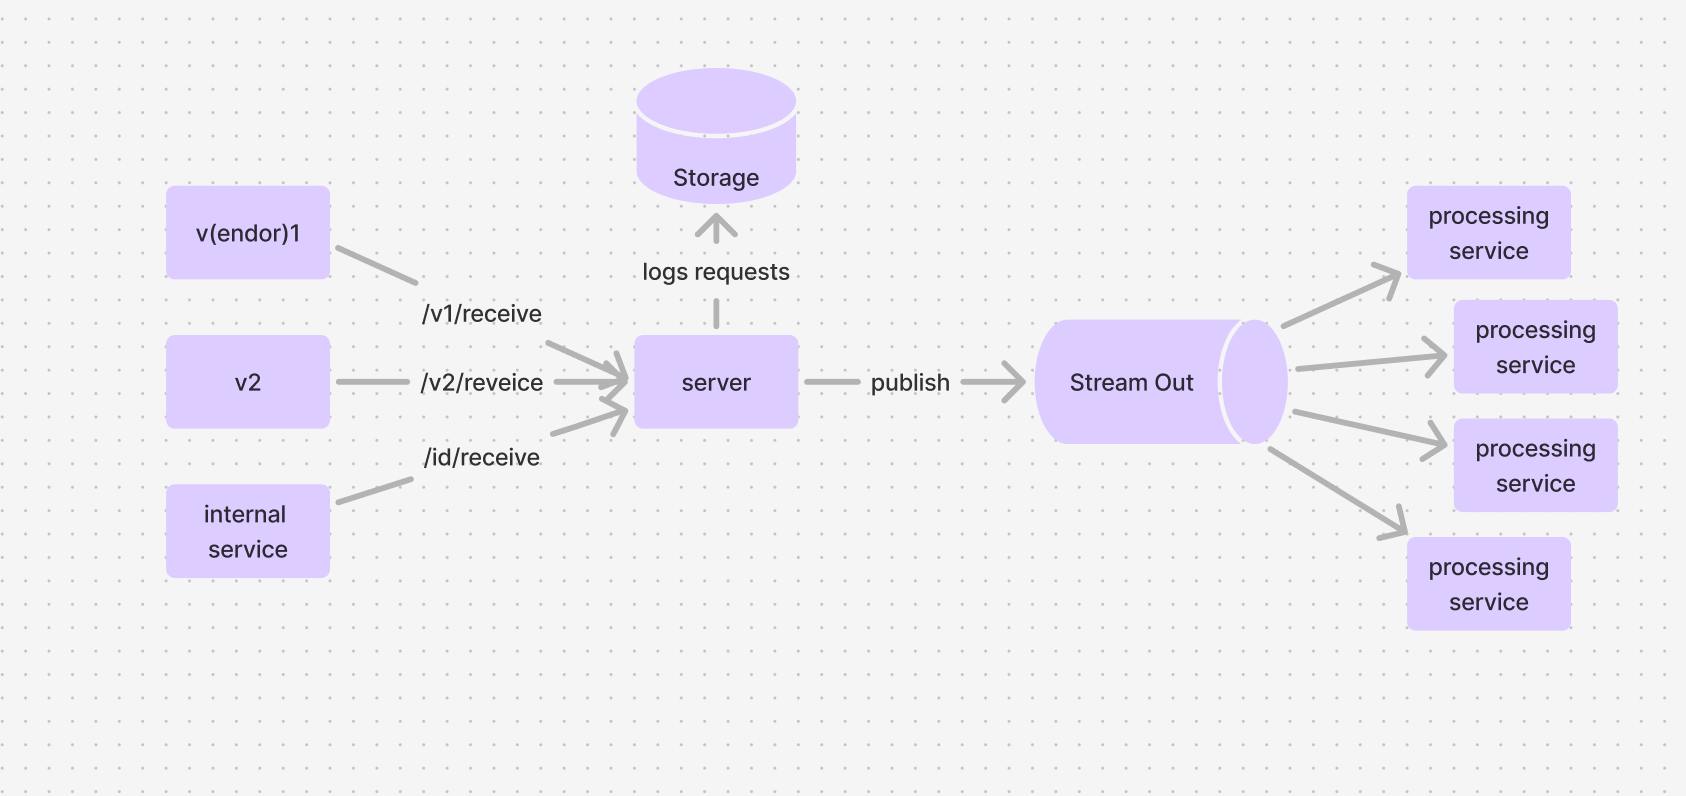 Storage
v(endor)1
processing
service
logs requests
/v1/receive
processing
service
v2
/v2/reveice
server
publish
Stream Out
/id/receive
processing
service
internal
service
processing
service